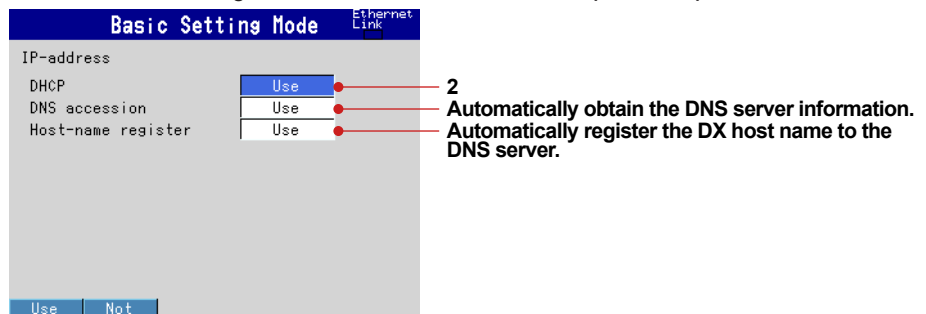 Basic Setting Mode
Ethernet
Link
IP-address
DHCP Use
2
DNS accession Use
Automatically obtain the DNS server information.
Host-name register Use
Automatically register the DX host name to the
DNS server.
Use Not